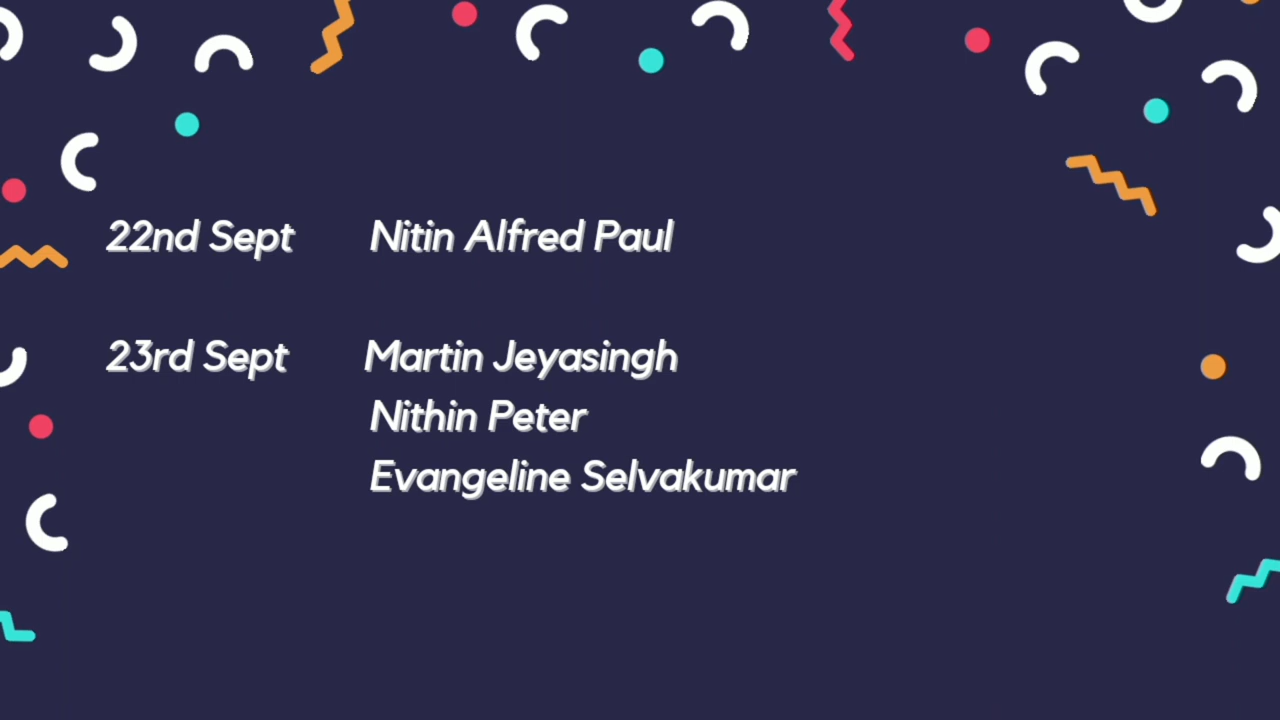 22nd Sept Nitin Alfred Paul
23rd Sept Martin Jeyasingh
Nithin Peter
Evangeline Selvakumar